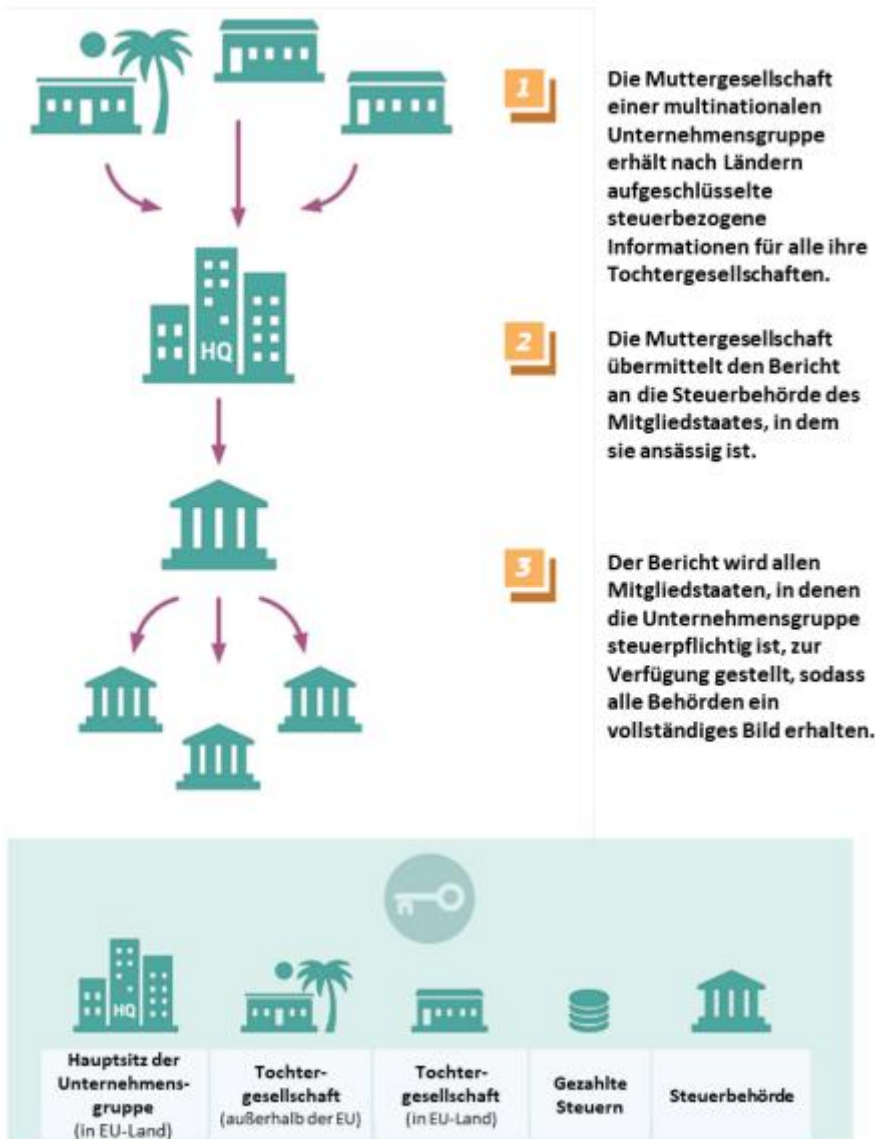 1
Die Muttergesellschaft
einer multinationalen
Unternehmensgruppe
erhält nach Ländern
aufgeschlüsselte
steuerbezogene
Informationen für alle ihre
Tochtergesellschaften.
HQ
2
Die Muttergesellschaft
übermittelt den Bericht
an die Steuerbehörde des
Mitgliedstaates, in dem
sie ansässig ist.
3
Der Bericht wird allen
Mitgliedstaaten, in denen
die Unternehmensgruppe
steuerpflichtig ist, zur
Verfügung gestellt, sodass
alle Behörden ein
vollständiges Bild erhalten.
HQ
Hauptsitz der
Unternehmens-
gruppe
(in EU-Land)
Tochter-
gesellschaft
(außerhalb der EU)
Tochter-
gesellschaft
(in EU-Land)
Gezahlte
Steuern
Steuerbehörde